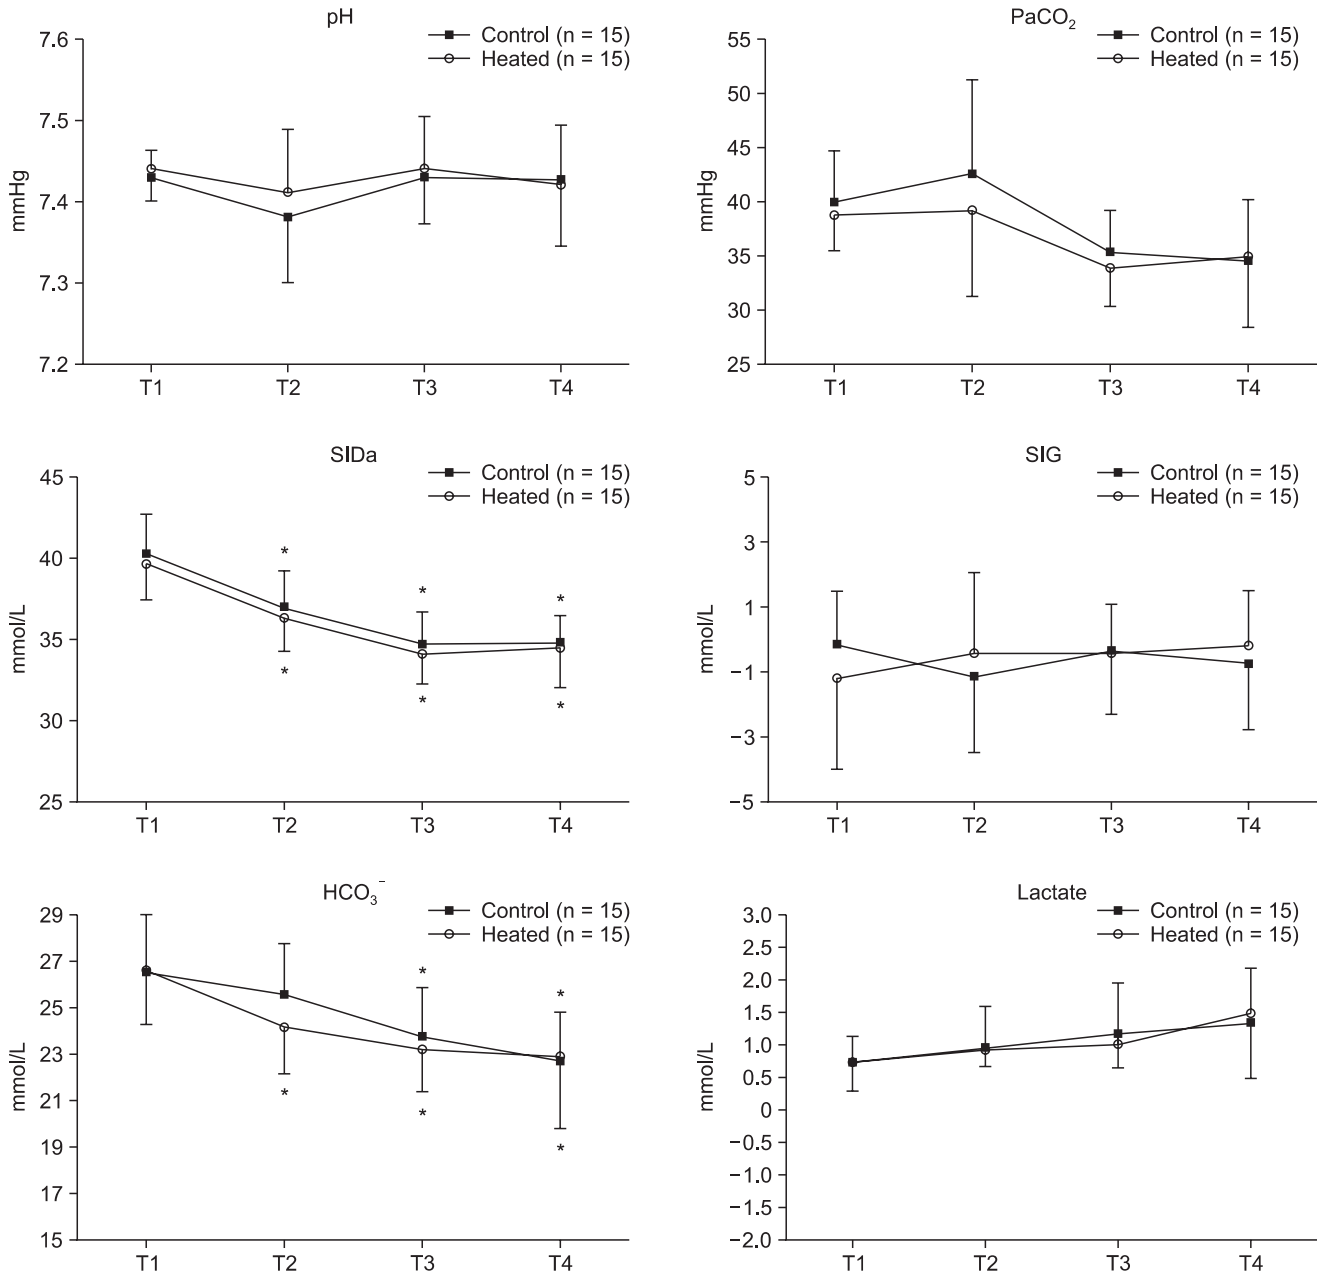 pH
Control (n = 15)
Heated (n = 15)
7.6
7.5
7.4
7.3
7.2
mmHg
T1 T2 T3 T4
PaCO₂
Control (n = 15)
Heated (n = 15)
55
50
45
40
35
30
25
mmHg
T1 T2 T3 T4
SIDa
Control (n = 15)
Heated (n = 15)
45
40
35
30
25
mmol/L
* * *
* * *
T1 T2 T3 T4
SIG
Control (n = 15)
Heated (n = 15)
5
3
1
−1
−3
−5
mmol/L
T1 T2 T3 T4
HCO₃⁻
Control (n = 15)
Heated (n = 15)
29
27
25
23
21
19
17
15
mmol/L
* *
* * *
T1 T2 T3 T4
Lactate
Control (n = 15)
Heated (n = 15)
3.0
2.5
2.0
1.5
1.0
0.5
0
−0.5
−1.0
−1.5
−2.0
mmol/L
T1 T2 T3 T4